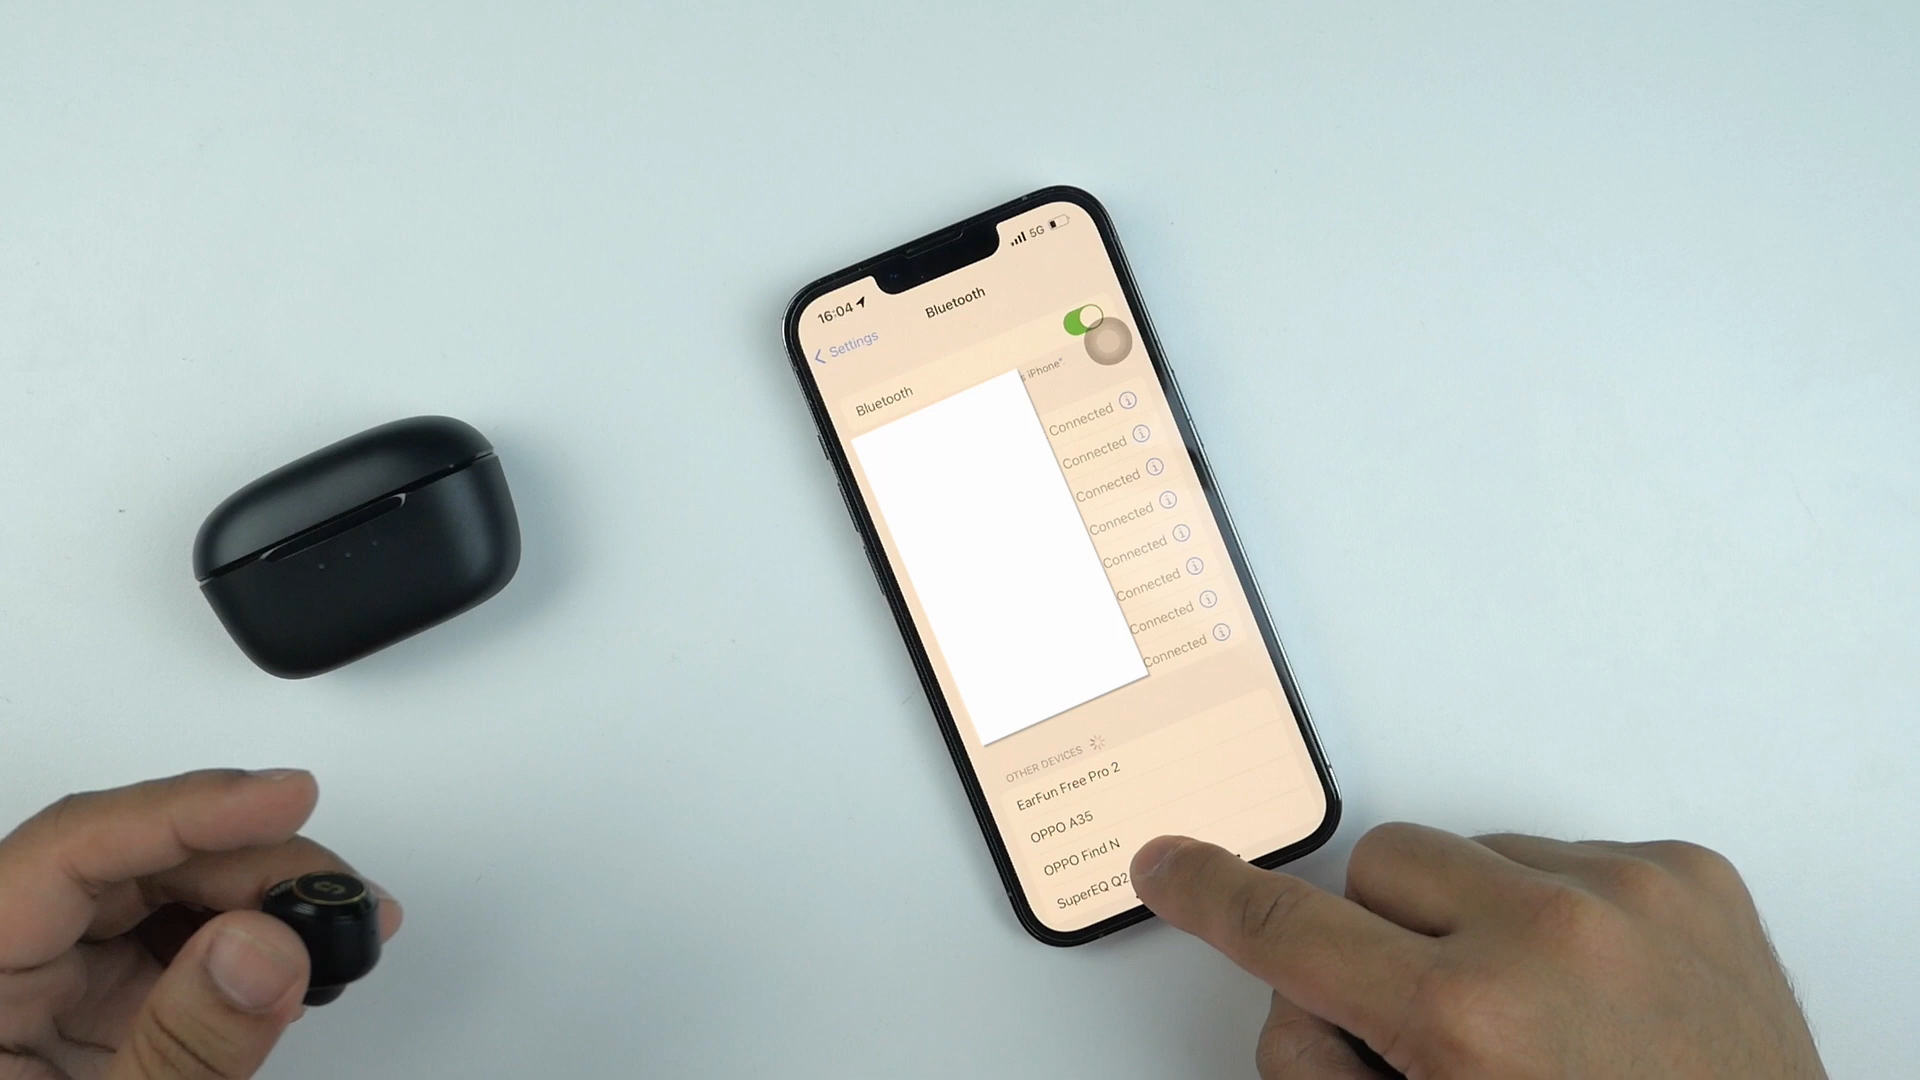 16:04
5G
Settings
Bluetooth
Bluetooth
iPhone"
Connected
Connected
Connected
Connected
Connected
Connected
Connected
Connected
OTHER DEVICES
EarFun Free Pro 2
OPPO A35
OPPO Find N
SuperEQ Q2